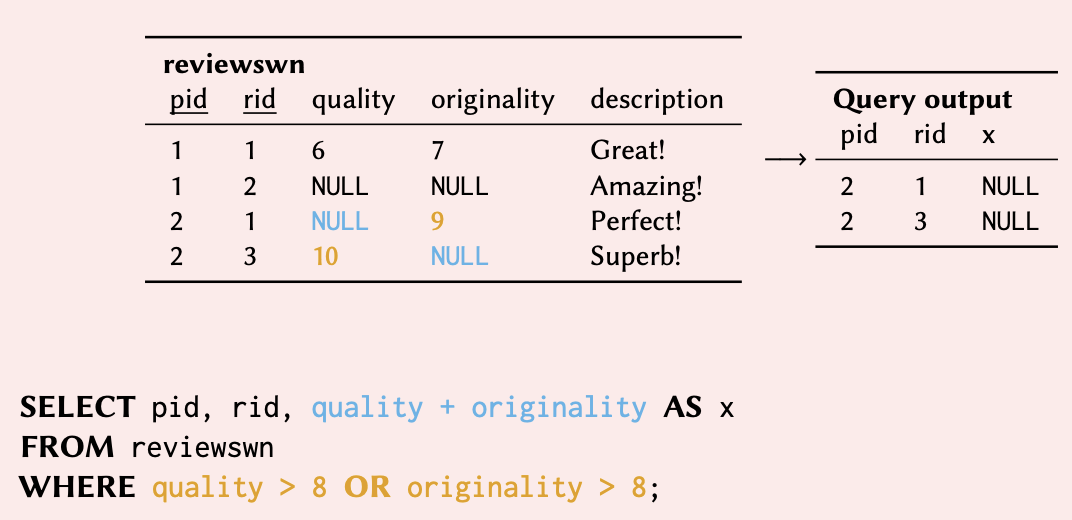 reviewswn
pid rid quality originality description
1 1 6 7 Great!
1 2 NULL NULL Amazing!
2 1 NULL 9 Perfect!
2 3 10 NULL Superb!
→
Query output
pid rid x
2 1 NULL
2 3 NULL
SELECT pid, rid, quality + originality AS x
FROM reviewswn
WHERE quality > 8 OR originality > 8;